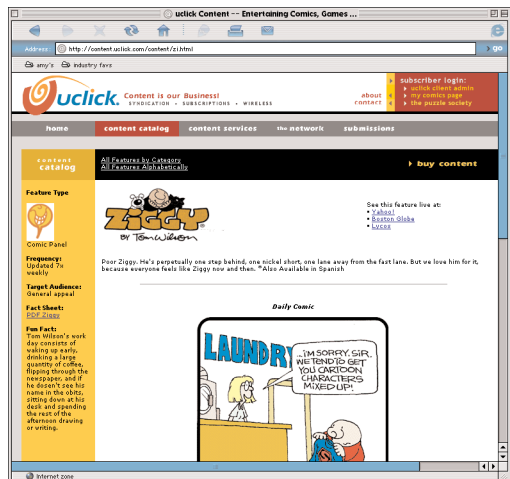 uclick Content -- Entertaining Comics, Games ...
Address: http://content.uclick.com/content/zi.html
go
amy's industry favs
uclick.
Content is our Business!
SYNDICATION • SUBSCRIPTIONS • WIRELESS
about
contact
subscriber login:
uclick client admin
my comics page
the puzzle society
home content catalog content services the network submissions
content
catalog
All Features by Category
All Features Alphabetically
buy content
Feature Type
Comic Panel
Frequency:
Updated 7x
weekly
Target Audience:
General appeal
Fact Sheet:
PDF Ziggy
Fun Fact:
Tom Wilson's work
day consists of
waking up early,
drinking a large
quantity of coffee,
flipping through the
newspaper, and if
he dosen't see his
name in the obits,
sitting down at his
desk and spending
the rest of the
afternoon drawing
or writing.
ZIGGY®
BY Tom Wilson
See this feature live at:
• Yahoo!
• Boston Globe
• Lycos
Poor Ziggy. He's perpetually one step behind, one nickel short, one lane away from the fast lane. But we love him for it,
because everyone feels like Ziggy now and then. *Also Available in Spanish
Daily Comic
LAUNDRY
...I'M SORRY, SIR,
WE TEND TO GET
YOU CARTOON
CHARACTERS
MIXED UP!
S
Internet zone